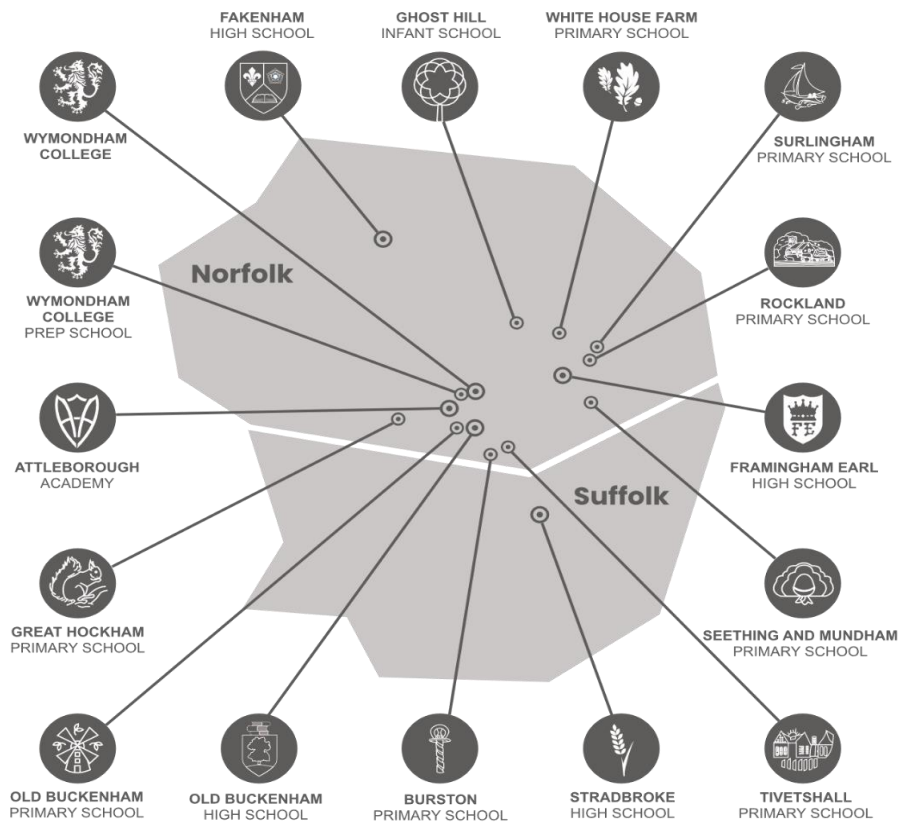 FAKENHAM
HIGH SCHOOL
GHOST HILL
INFANT SCHOOL
WHITE HOUSE FARM
PRIMARY SCHOOL
WYMONDHAM
COLLEGE
SURLINGHAM
PRIMARY SCHOOL
Norfolk
WYMONDHAM
COLLEGE
PREP SCHOOL
ROCKLAND
PRIMARY SCHOOL
FE
ATTLEBOROUGH
ACADEMY
FRAMINGHAM EARL
HIGH SCHOOL
Suffolk
GREAT HOCKHAM
PRIMARY SCHOOL
SEETHING AND MUNDHAM
PRIMARY SCHOOL
OLD BUCKENHAM
PRIMARY SCHOOL
OLD BUCKENHAM
HIGH SCHOOL
BURSTON
PRIMARY SCHOOL
STRADBROKE
HIGH SCHOOL
TIVETSHALL
PRIMARY SCHOOL